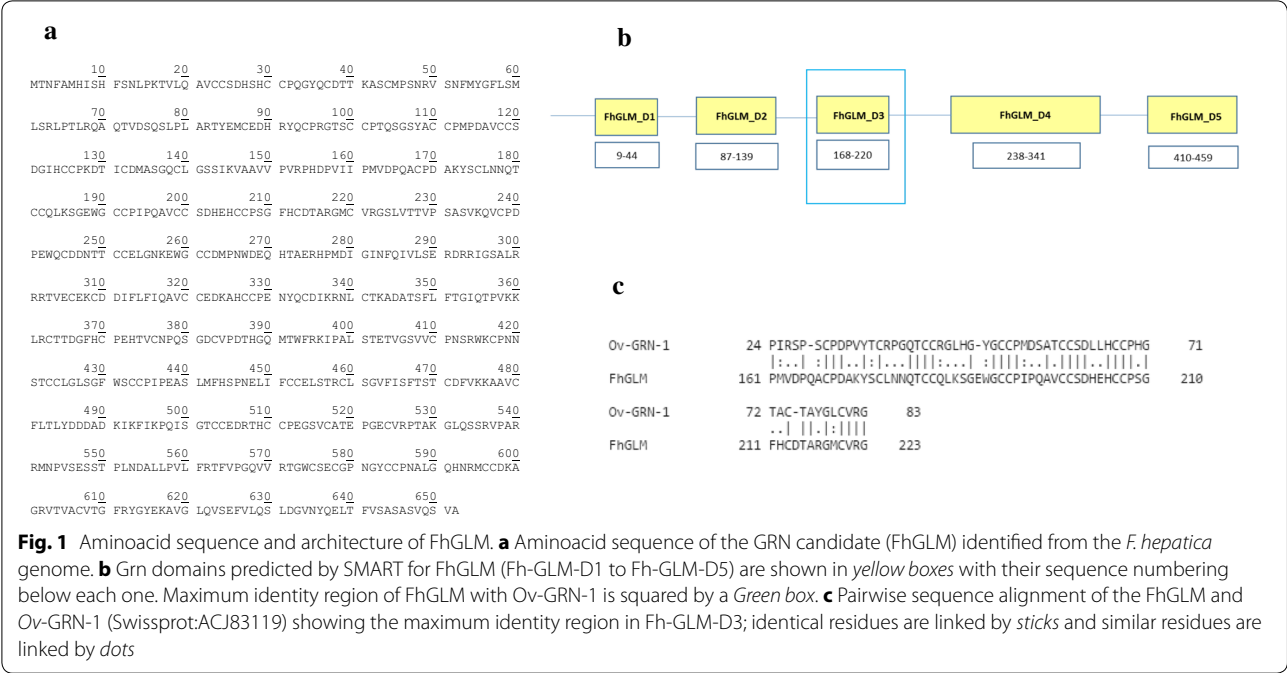 a
10 20 30 40 50 60
MTNFAMHISH FSNLPKTVLQ AVCCSDHSHC CPQGYQCDTT KASCMPSNRV SNFMYGFLSM
70 80 90 100 110 120
LSRLPTLRQA QTVDSQSLPL ARTYEMCEDH RYQCPRGTSC CPTQSGSYAC CPMPDAVCCS
130 140 150 160 170 180
DGIHCCPKDT ICDMASGQCL GSSIKVAAVV PVRPHDPVII PMVDPQACPD AKYSCLNNQT
190 200 210 220 230 240
CCQLKSGEWG CCPIPQAVCC SDHEHCCPSG FHCDTARGMC VRGSLVTTVP SASVKQVCPD
250 260 270 280 290 300
PEWQCDDNTT CCELGNKEWG CCDMPNWDEQ HTAERHPMDI GINFQIVLSE RDRRIGSALR
310 320 330 340 350 360
RRTVECEKCD DIFLFIQAVC CEDKAHCCPE NYQCDIKRNL CTKADATSFL FTGIQTPVKK
370 380 390 400 410 420
LRCTTDGFHC PEHTVCNPQS GDCVPDTHGQ MTWFRKIPAL STETVGSVVC PNSRWKCPNN
430 440 450 460 470 480
STCCLGLSGF WSCCPIPEAS LMFHSPNELI FCCELSTRCL SGVFISFTST CDFVKKAAVC
490 500 510 520 530 540
FLTLYDDDAD KIKFIKPQIS GTCCEDRTHC CPEGSVCATE PGECVRPTAK GLQSSRVPAR
550 560 570 580 590 600
RMNPVSESST PLNDALLPVL FRTFVPGQVV RTGWCSECGP NGYCCPNALG QHNRMCCDKA
610 620 630 640 650
GRVTVACVTG FRYGYEKAVG LQVSEFVLQS LDGVNYQELT FVSASASVQS VA
b
FhGLM_D1 FhGLM_D2 FhGLM_D3 FhGLM_D4 FhGLM_D5
9-44 87-139 168-220 238-341 410-459
c
Ov-GRN-1 24 PIRSP-SCPDPVYTCRPGQTCCRGLHG-YGCCPMDSATCCSDLLHCCPHG 71
FhGLM 161 PMVDPQACPDAKYSCLNNQTCCQLKSGEWGCCPIPQAVCCSDHEHCCPSG 210
Ov-GRN-1 72 TAC-TAYGLCVRG 83
FhGLM 211 FHCDTARGMCVRG 223
Fig. 1 Aminoacid sequence and architecture of FhGLM. a Aminoacid sequence of the GRN candidate (FhGLM) identified from the F. hepatica
genome. b Grn domains predicted by SMART for FhGLM (Fh-GLM-D1 to Fh-GLM-D5) are shown in yellow boxes with their sequence numbering
below each one. Maximum identity region of FhGLM with Ov-GRN-1 is squared by a Green box. c Pairwise sequence alignment of the FhGLM and
Ov-GRN-1 (Swissprot:ACJ83119) showing the maximum identity region in Fh-GLM-D3; identical residues are linked by sticks and similar residues are
linked by dots